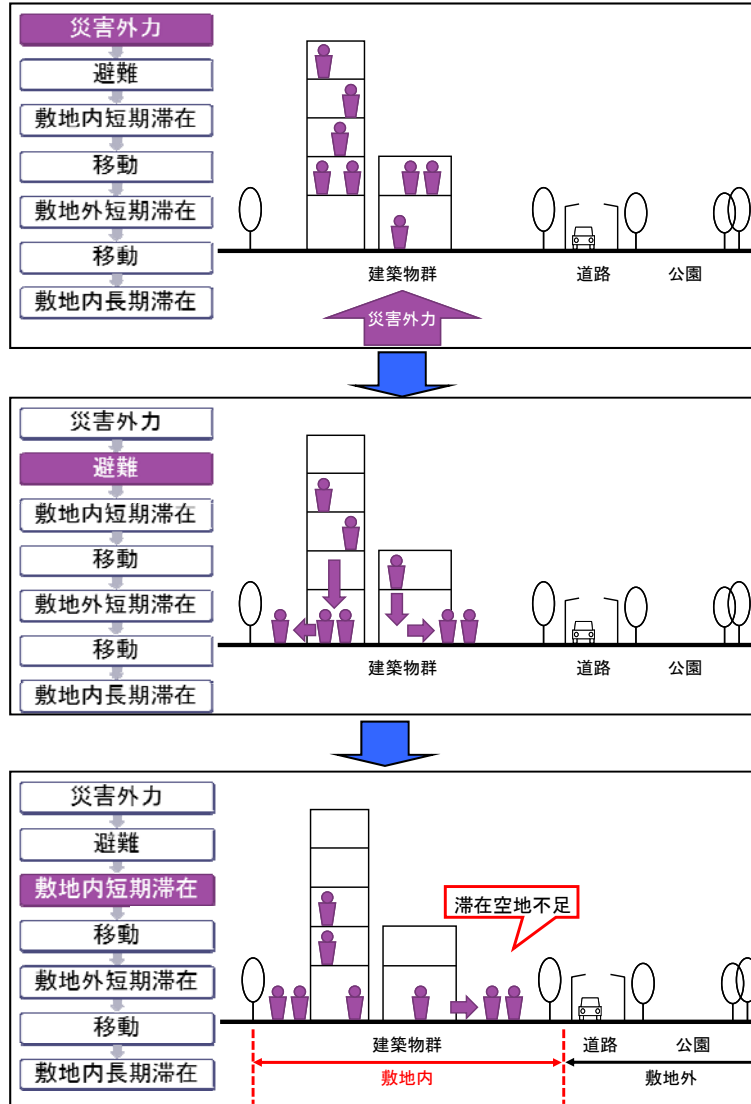 災害外力
避難
敷地内短期滞在
移動
敷地外短期滞在
移動
敷地内長期滞在
建築物群
道路
公園
災害外力
災害外力
避難
敷地内短期滞在
移動
敷地外短期滞在
移動
敷地内長期滞在
建築物群
道路
公園
災害外力
避難
敷地内短期滞在
移動
敷地外短期滞在
移動
敷地内長期滞在
滞在空地不足
建築物群
道路
公園
敷地内
敷地外